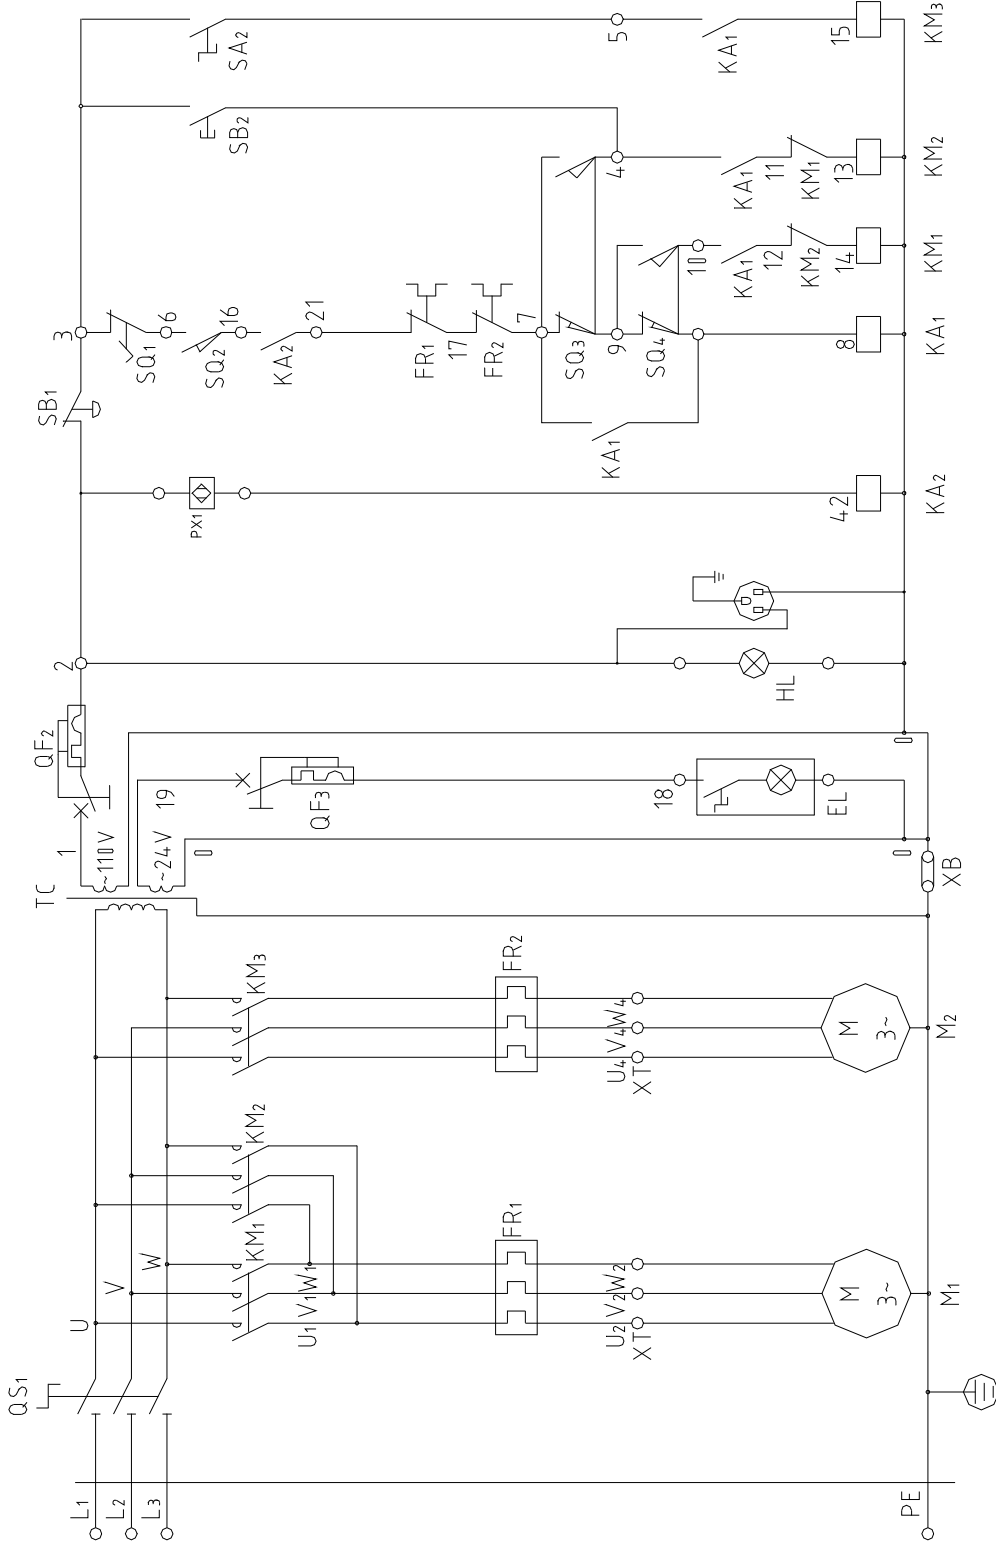 QS1
L1
L2
L3
PE
U
V
W
KM1
KM2
KM3
U1 V1 W1
FR1
FR2
U2 V2 W2
XT
U4 V4 W4
XT
M
3~
M1
M
3~
M2
TC
1
~110V
~24V
0
19
QF2
QF3
18
EL
0
0
XB
2
HL
PX1
42
KA2
SB1
3
SQ1
6
SQ2
16
KA2
21
FR1
17
FR2
7
SQ3
9
SQ4
KA1
8
KA1
10
KA1
12
KM2
14
KM1
SB2
4
KA1
11
KM1
13
KM2
SA2
5
KA1
15
KM3